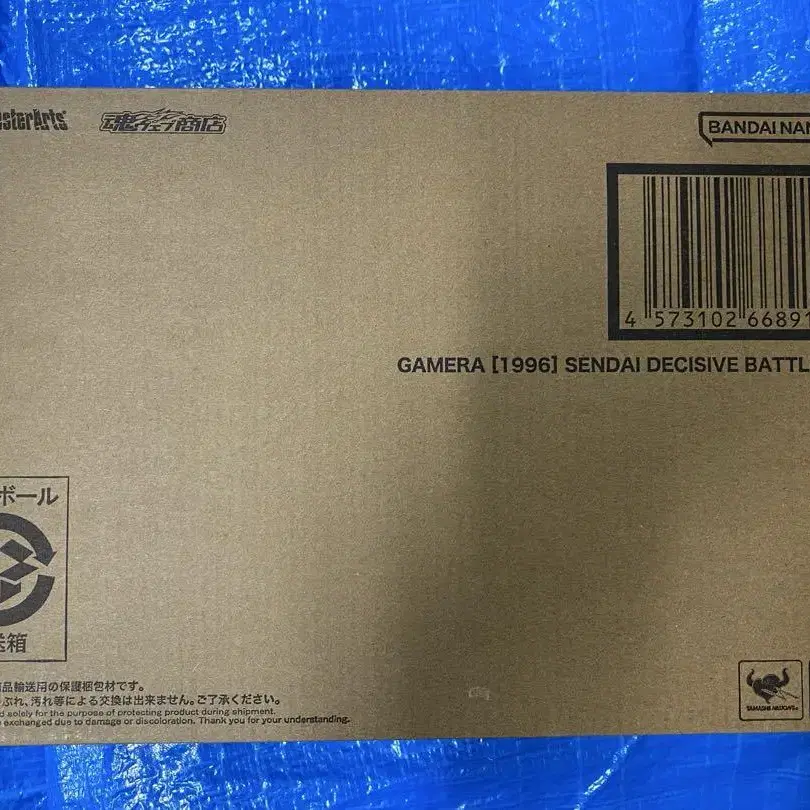 sterArts
魂ウェブ商店
BANDAI NAM
4 573102 66891
GAMERA [1996] SENDAI DECISIVE BATTL
ボール
箱
品輸送用の保護梱包材です。
ぶれ、汚れ等による交換は出来ません。ご了承ください。
d solely for the purpose of protecting product during shipment.
exchanged due to damage or discoloration. Thank you for your understanding.
TAMASHII NATIONS